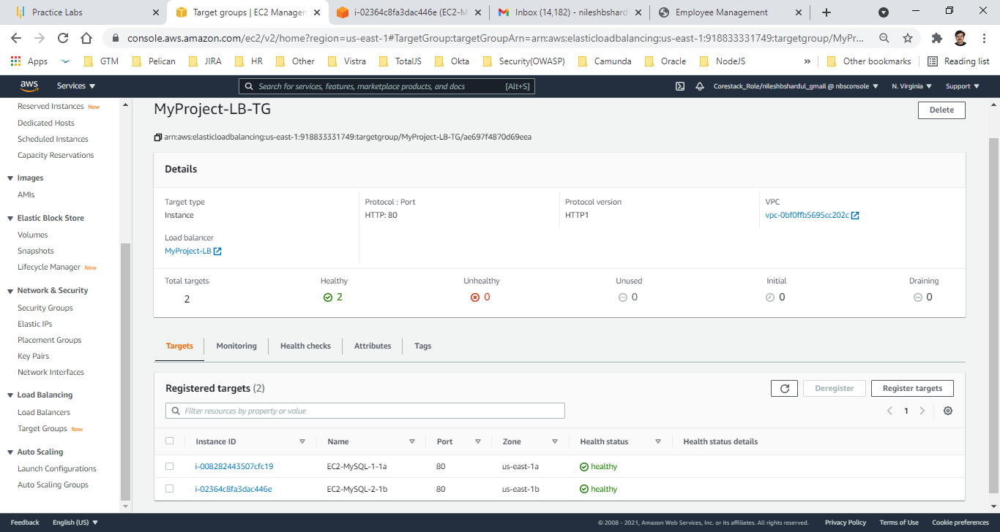 Practice Labs
Target groups | EC2 Managem
i-02364c8fa3dac446e (EC2-M
Inbox (14,182) - nileshbshard
Employee Management
console.aws.amazon.com/ec2/v2/home?region=us-east-1#TargetGroup:targetGroupArn=arn:aws:elasticloadbalancing:us-east-1:918833331749:targetgroup/MyPr...
Apps GTM Pelican JIRA HR Other Vistra TotalJS Okta Security(OWASP) Camunda Oracle NodeJS » Other bookmarks Reading list
aws Services Search for services, features, marketplace products, and docs [Alt+S] Corestack_Role/nileshbshardul_gmail @ nbsconsole N. Virginia Support
Reserved Instances New
Dedicated Hosts
Scheduled Instances
Capacity Reservations
Images
AMIs
Elastic Block Store
Volumes
Snapshots
Lifecycle Manager New
Network & Security
Security Groups
Elastic IPs
Placement Groups
Key Pairs
Network Interfaces
Load Balancing
Load Balancers
Target Groups New
Auto Scaling
Launch Configurations
Auto Scaling Groups
MyProject-LB-TG
Delete
arn:aws:elasticloadbalancing:us-east-1:918833331749:targetgroup/MyProject-LB-TG/ae697f4870d69eea
Details
Target type Protocol : Port Protocol version VPC
Instance HTTP: 80 HTTP1 vpc-0bf0ffb5695cc202c
Load balancer
MyProject-LB
Total targets Healthy Unhealthy Unused Initial Draining
2 2 0 0 0 0
Targets Monitoring Health checks Attributes Tags
Registered targets (2) Deregister Register targets
Filter resources by property or value 1
Instance ID Name Port Zone Health status Health status details
i-008282443507cfc19 EC2-MySQL-1-1a 80 us-east-1a healthy
i-02364c8fa3dac446e EC2-MySQL-2-1b 80 us-east-1b healthy
Feedback English (US) © 2008 - 2021, Amazon Web Services, Inc. or its affiliates. All rights reserved. Privacy Policy Terms of Use Cookie preferences